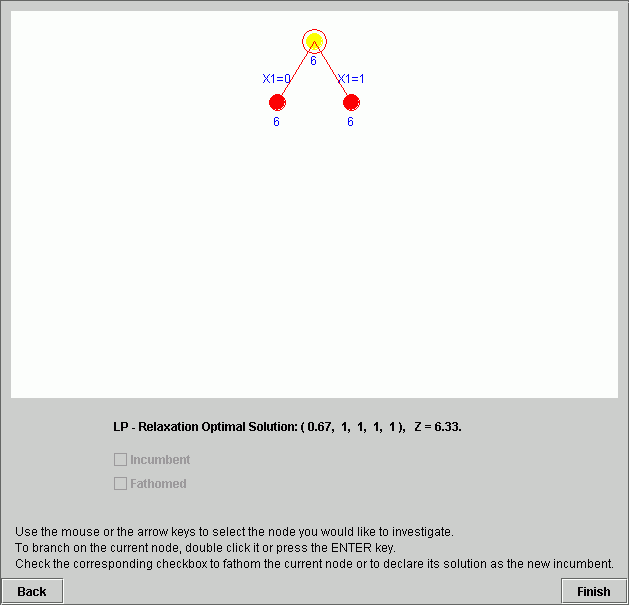 6
X1=0 X1=1
6 6
LP - Relaxation Optimal Solution: ( 0.67, 1, 1, 1, 1 ), Z = 6.33.
Incumbent
Fathomed
Use the mouse or the arrow keys to select the node you would like to investigate.
To branch on the current node, double click it or press the ENTER key.
Check the corresponding checkbox to fathom the current node or to declare its solution as the new incumbent.
Back Finish